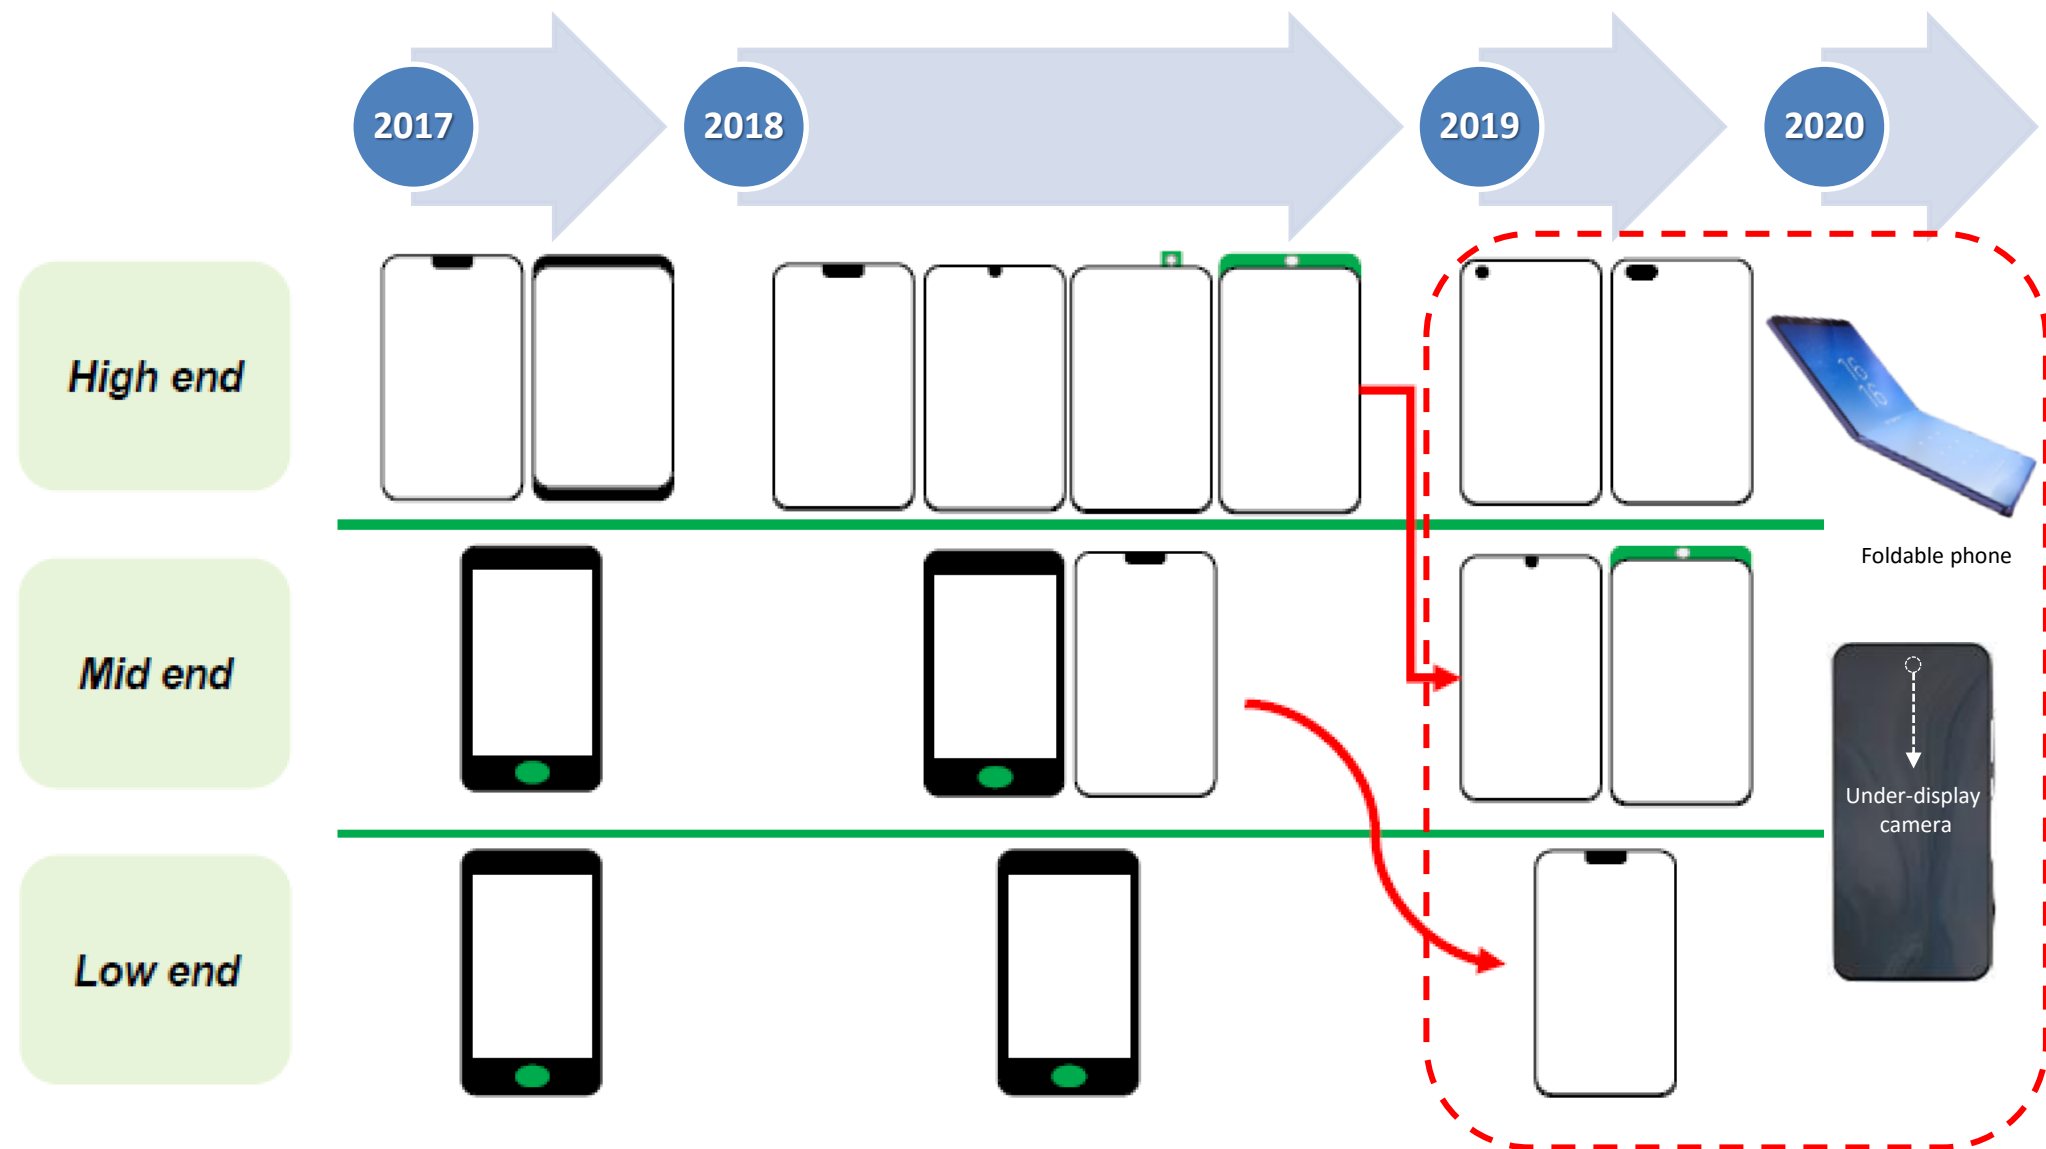 2017
2018
2019
2020
High end
Foldable phone
Mid end
Under-display
camera
Low end